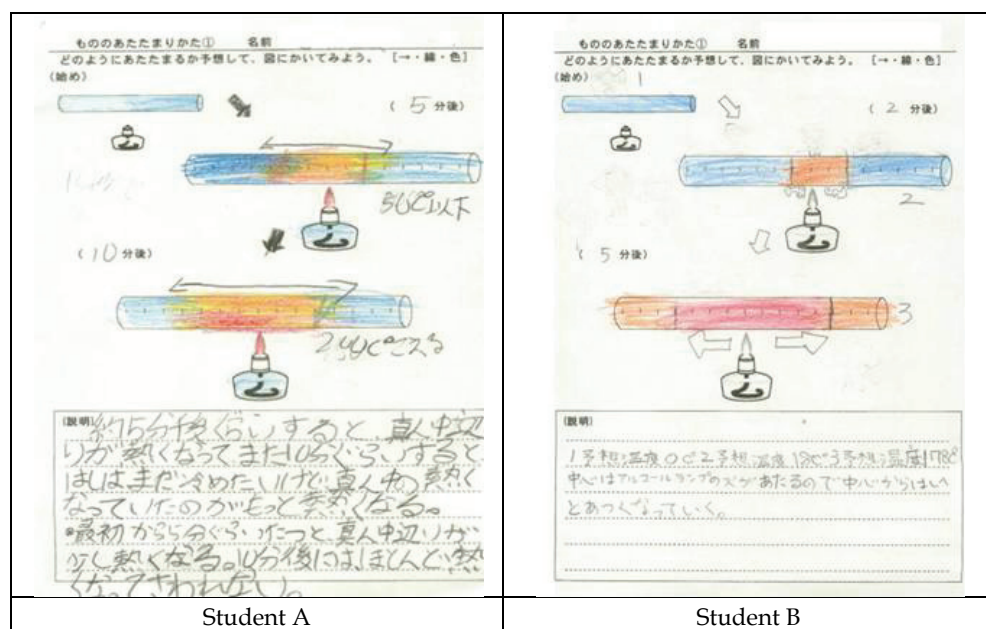 もののあたたまりかた① 名前
どのようにあたたまるか予想して、図にかいてみよう。 [→・線・色]
(始め)
( 5 分後)
50℃以下
(10 分後)
250℃こえる
(説明)
約5分後ぐらいすると、真ん中辺
りが熱くなってまた10分ぐらいすると、
はしはまだ冷めたいけど真ん中の熱く
なっていたのがもっと熱くなる。
最初から5分ぐらいたつと、真ん中辺りが
少し熱くなる。10分後には、ほとんど熱
くなってさわれない。
Student A
もののあたたまりかた① 名前
どのようにあたたまるか予想して、図にかいてみよう。 [→・線・色]
(始め)
1
( 2 分後)
2
( 5 分後)
3
(説明)
1予想温度0℃2予想温度18℃3予想温度178℃
中心はアルコールランプの火があたるので中心からはしへ
とあつくなっていく。
Student B